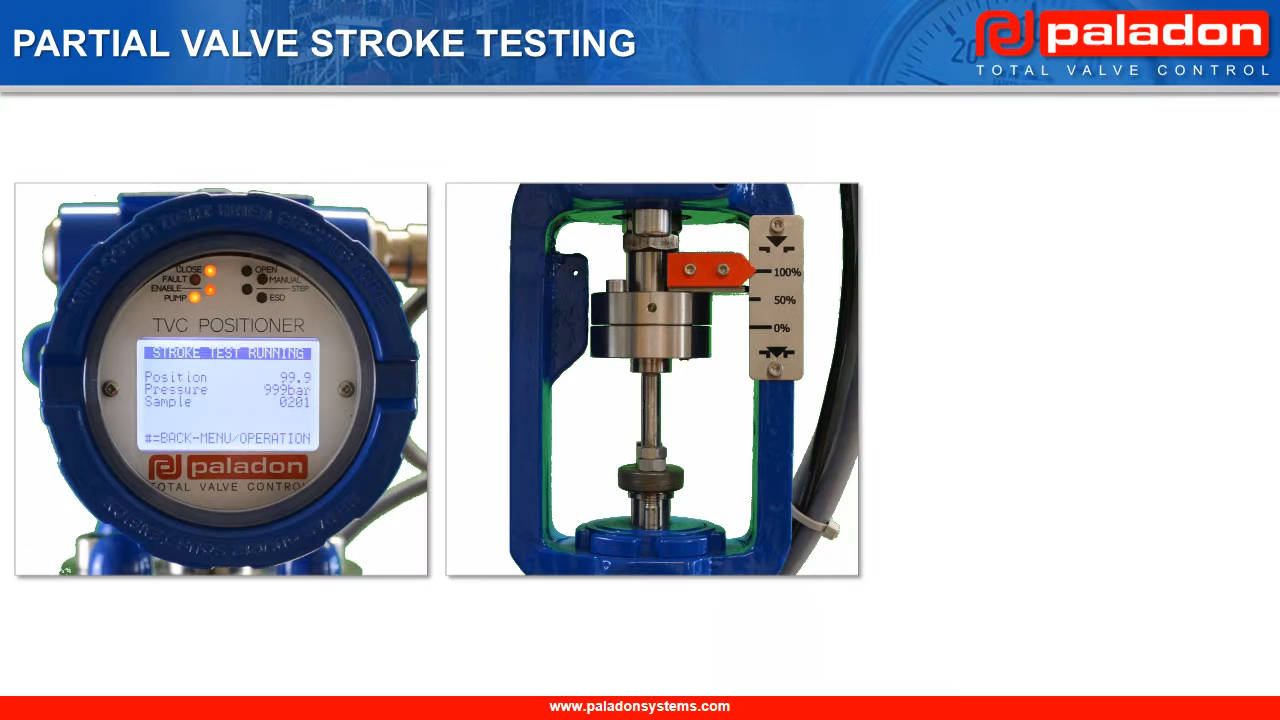 PARTIAL VALVE STROKE TESTING
paladon
TOTAL VALVE CONTROL
CLOSE
OPEN
FAULT
MANUAL
ENABLE
STEP
PUMP
ESD
TVC POSITIONER
STROKE TEST RUNNING
Position 99.9
Pressure 999bar
Sample 0201
#=BACK-MENU/OPERATION
paladon
TOTAL VALVE CONTROL
100%
50%
0%
www.paladonsystems.com